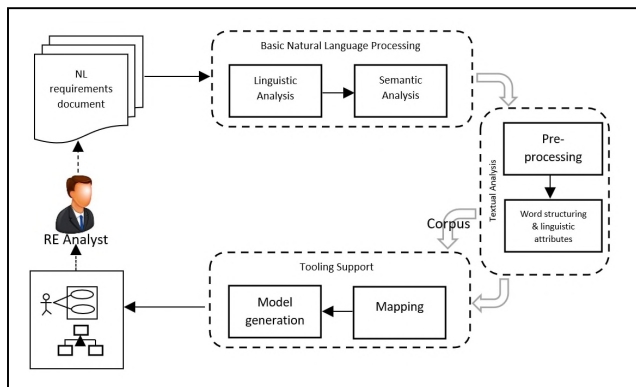 NL
requirements
document
Basic Natural Language Processing
Linguistic
Analysis
Semantic
Analysis
Textual Analysis
Pre-
processing
Word structuring
& linguistic
attributes
Corpus
RE Analyst
Tooling Support
Model
generation
Mapping